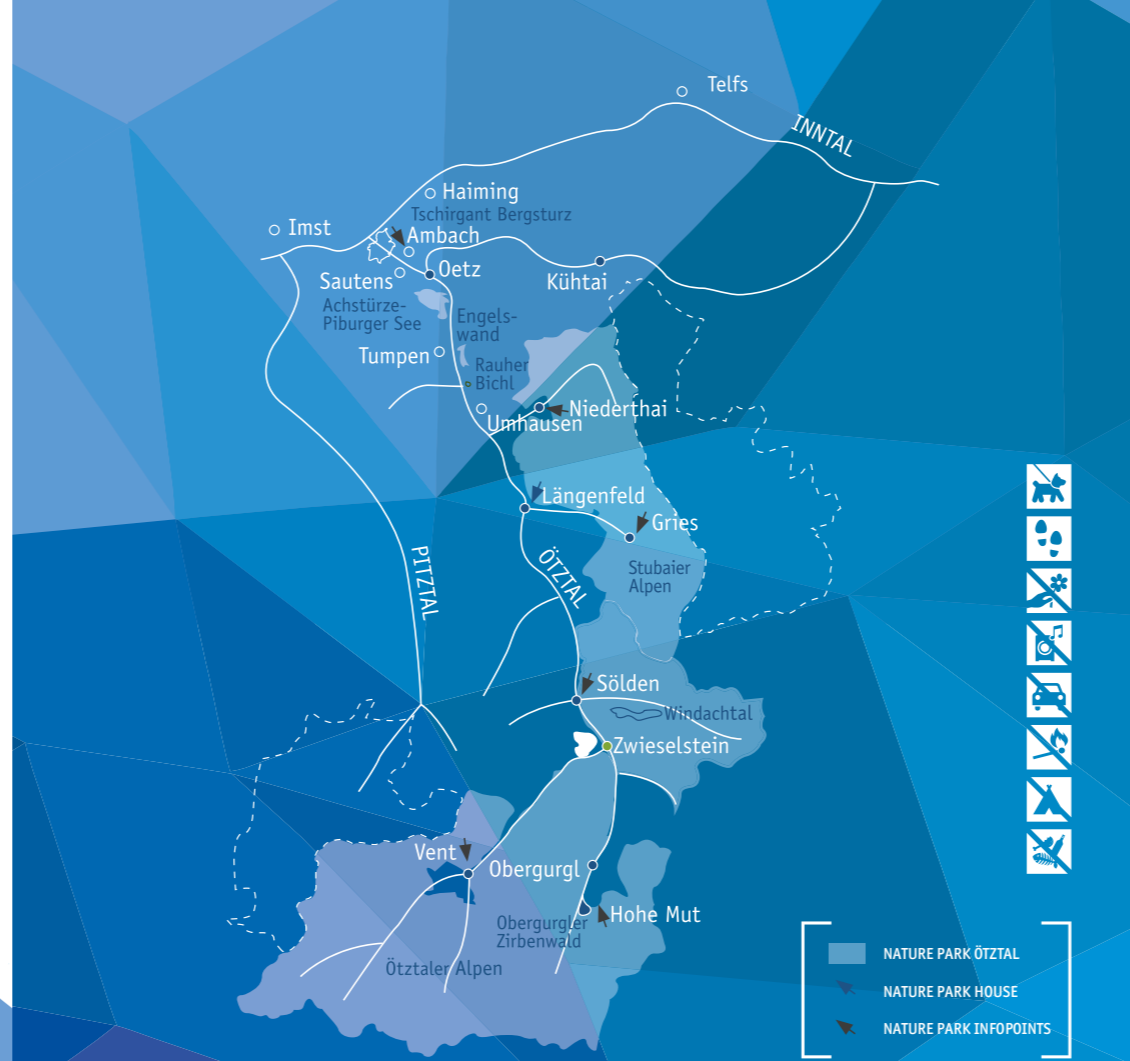 Telfs
INNTAL
Haiming
Tschirgant Bergsturz
Imst
Ambach
Oetz
Sautens
Kühtai
Achstürze-
Piburger See
Engels-
wand
Tumpen
Rauher
Bichl
Niederthai
Umhausen
Längenfeld
Gries
PITZTAL
ÖTZTAL
Stubaier
Alpen
Sölden
Windachtal
Zwieselstein
Vent
Obergurgl
Hohe Mut
Obergurgler
Zirbenwald
Ötztaler Alpen
NATURE PARK ÖTZTAL
NATURE PARK HOUSE
NATURE PARK INFOPOINTS